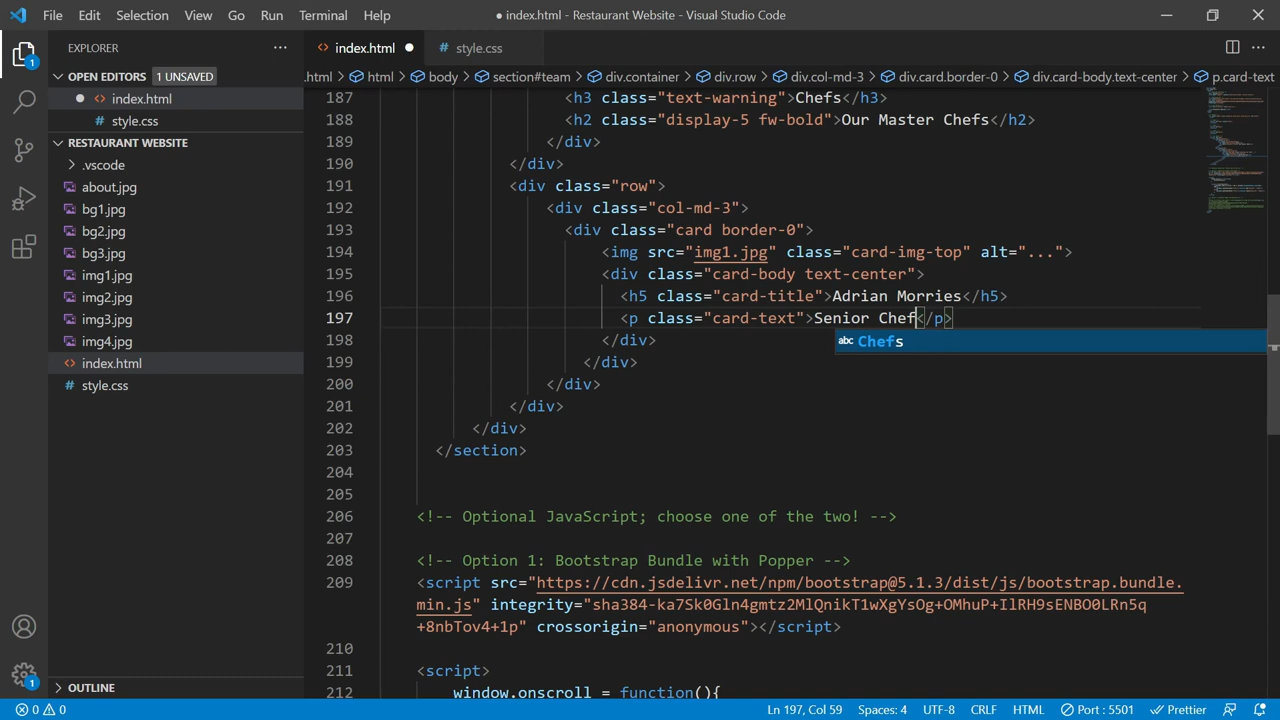 File Edit Selection View Go Run Terminal Help
● index.html - Restaurant Website - Visual Studio Code
EXPLORER
OPEN EDITORS 1 UNSAVED
index.html
style.css
RESTAURANT WEBSITE
.vscode
about.jpg
bg1.jpg
bg2.jpg
bg3.jpg
img1.jpg
img2.jpg
img3.jpg
img4.jpg
index.html
style.css
OUTLINE
1
1
index.html style.css
.html > html > body > section#team > div.container > div.row > div.col-md-3 > div.card.border-0 > div.card-body.text-center > p.card-text
187 <h3 class="text-warning">Chefs</h3>
188 <h2 class="display-5 fw-bold">Our Master Chefs</h2>
189 </div>
190 </div>
191 <div class="row">
192 <div class="col-md-3">
193 <div class="card border-0">
194 <img src="img1.jpg" class="card-img-top" alt="...">
195 <div class="card-body text-center">
196 <h5 class="card-title">Adrian Morries</h5>
197 <p class="card-text">Senior Chef</p>
abc Chefs
198 </div>
199 </div>
200 </div>
201 </div>
202 </div>
203 </section>
204
205
206 <!-- Optional JavaScript; choose one of the two! -->
207
208 <!-- Option 1: Bootstrap Bundle with Popper -->
209 <script src="https://cdn.jsdelivr.net/npm/bootstrap@5.1.3/dist/js/bootstrap.bundle.
min.js" integrity="sha384-ka7Sk0Gln4gmtz2MlQnikT1wXgYsOg+OMhuP+IlRH9sENBO0LRn5q
+8nbTov4+1p" crossorigin="anonymous"></script>
210
211 <script>
212 window.onscroll = function(){
0 0
Ln 197, Col 59 Spaces: 4 UTF-8 CRLF HTML Port : 5501 Prettier